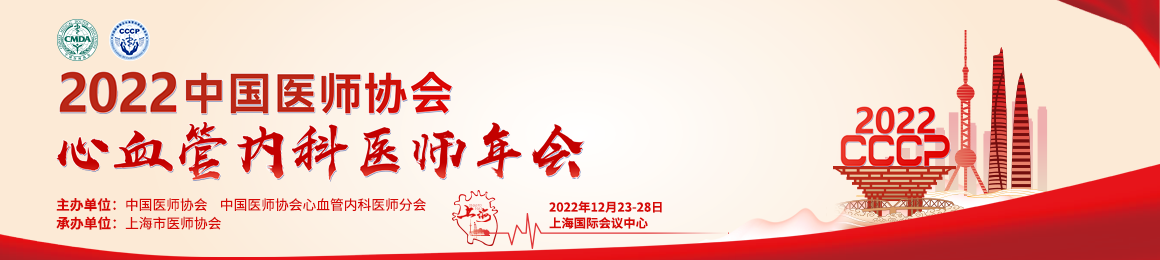 CMDA
CCCP
2022中国医师协会
心血管内科医师年会
主办单位：中国医师协会 中国医师协会心血管内科医师分会
承办单位：上海市医师协会
上海
2022年12月23-28日
上海国际会议中心
2022
CCCP